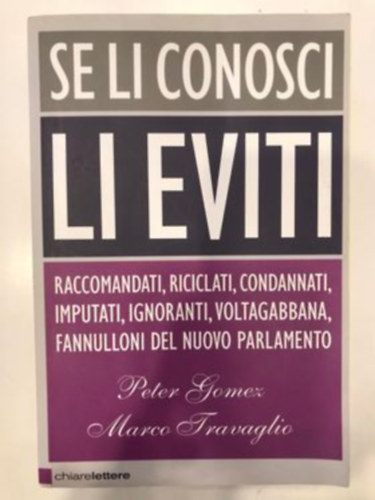 SE LI CONOSCI
LI EVITI
RACCOMANDATI, RICICLATI, CONDANNATI,
IMPUTATI, IGNORANTI, VOLTAGABBANA,
FANNULLONI DEL NUOVO PARLAMENTO
Peter Gomez
Marco Travaglio
chiarelettere